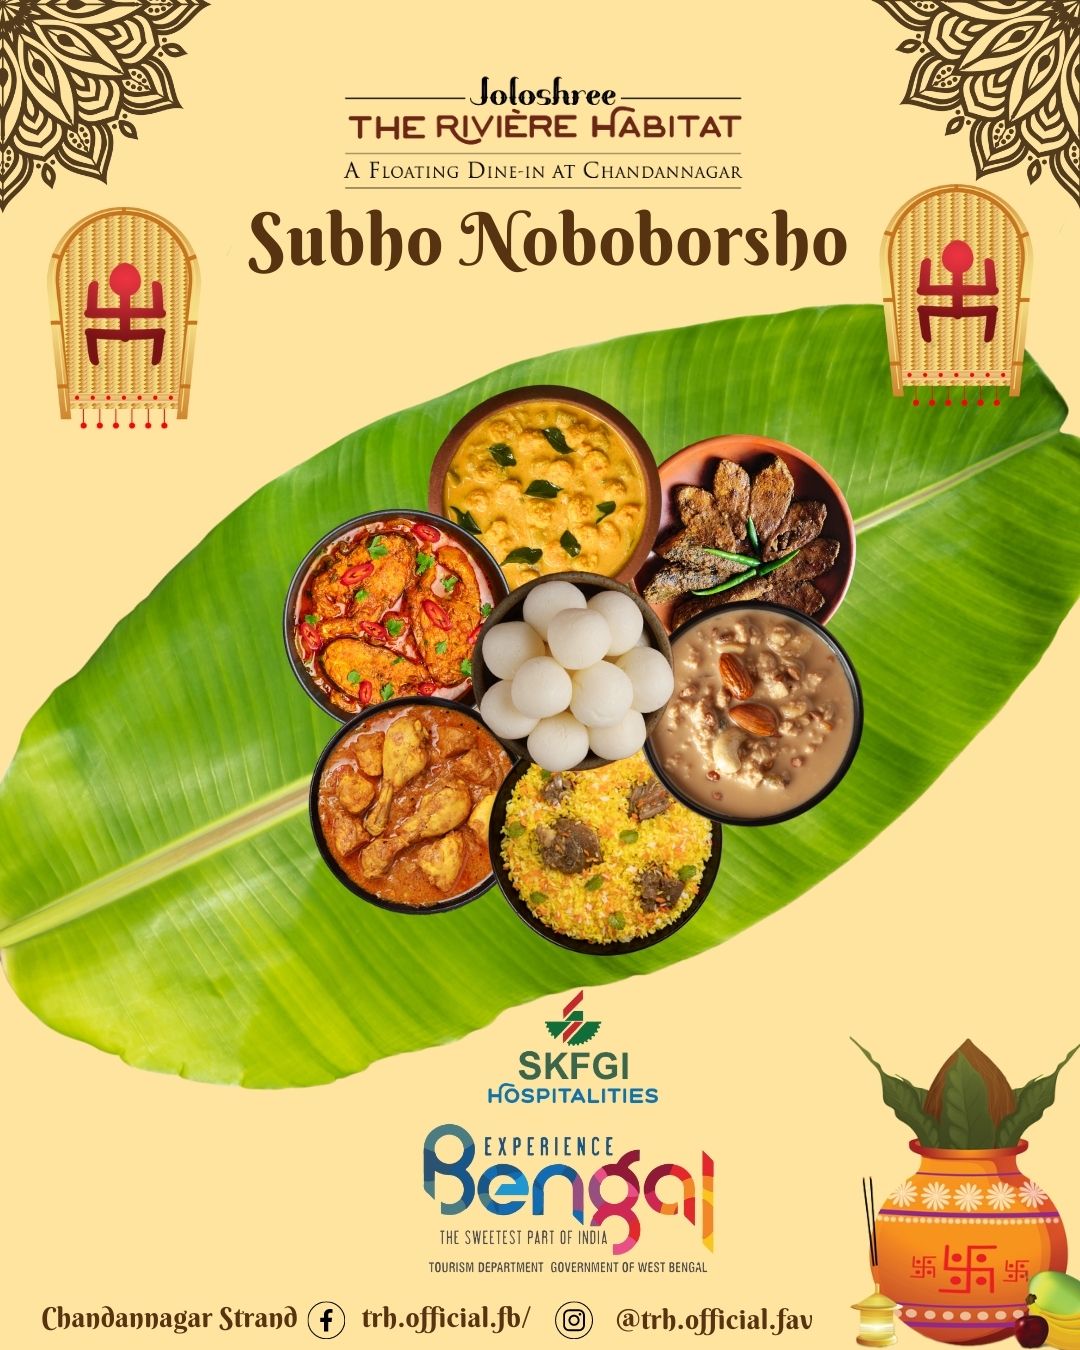 Joloshree
THE RIVIÈRE HABITAT
A FLOATING DINE-IN AT CHANDANNAGAR
Subho Noboborsho
SKFGI
HOSPITALITIES
EXPERIENCE
Bengal
THE SWEETEST PART OF INDIA
TOURISM DEPARTMENT GOVERNMENT OF WEST BENGAL
Chandannagar Strand trh.official.fb/ @trh.official.fav